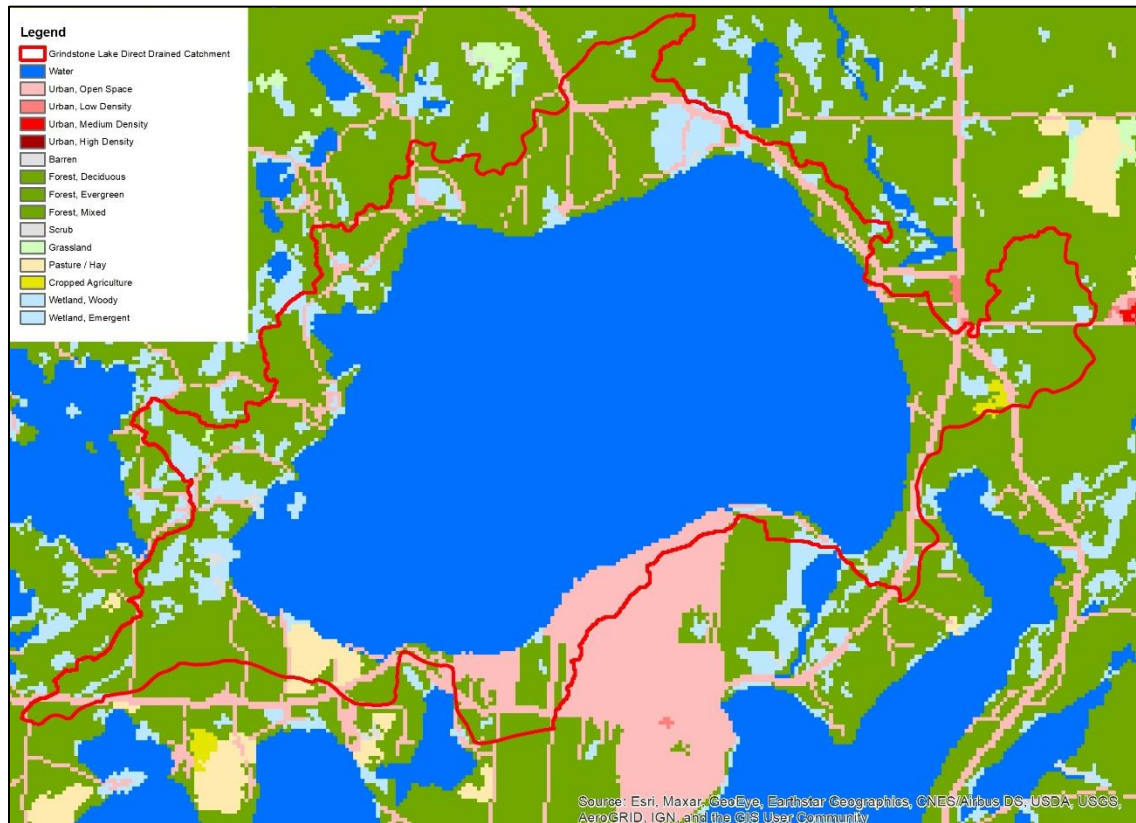 Legend
Grindstone Lake Direct Drained Catchment
Water
Urban, Open Space
Urban, Low Density
Urban, Medium Density
Urban, High Density
Barren
Forest, Deciduous
Forest, Evergreen
Forest, Mixed
Scrub
Grassland
Pasture / Hay
Cropped Agriculture
Wetland, Woody
Wetland, Emergent
Source: Esri, Maxar, GeoEye, Earthstar Geographics, CNES/Airbus DS, USDA, USGS,
AeroGRID, IGN, and the GIS User Community